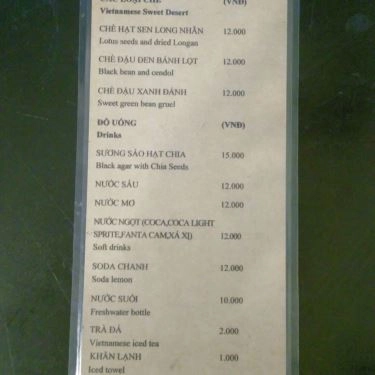 (VNĐ)
Vietnamese Sweet Desert
CHÈ HẠT SEN LONG NHÃN 12.000
Lotus seeds and dried Longan
CHÈ ĐẬU ĐEN BÁNH LỌT 12.000
Black bean and cendol
CHÈ ĐẬU XANH ĐÁNH 12.000
Sweet green bean gruel
ĐỒ UỐNG (VNĐ)
Drinks
SƯƠNG SÁO HẠT CHIA 15.000
Black agar with Chia Seeds
NƯỚC SẤU 12.000
NƯỚC MƠ 12.000
NƯỚC NGỌT (COCA,COCA LIGHT
SPRITE,FANTA CAM,XÁ XỊ) 12.000
Soft drinks
SODA CHANH 12.000
Soda lemon
NƯỚC SUỐI 10.000
Freshwater bottle
TRÀ ĐÁ 2.000
Vietnamese iced tea
KHĂN LẠNH 1.000
Iced towel